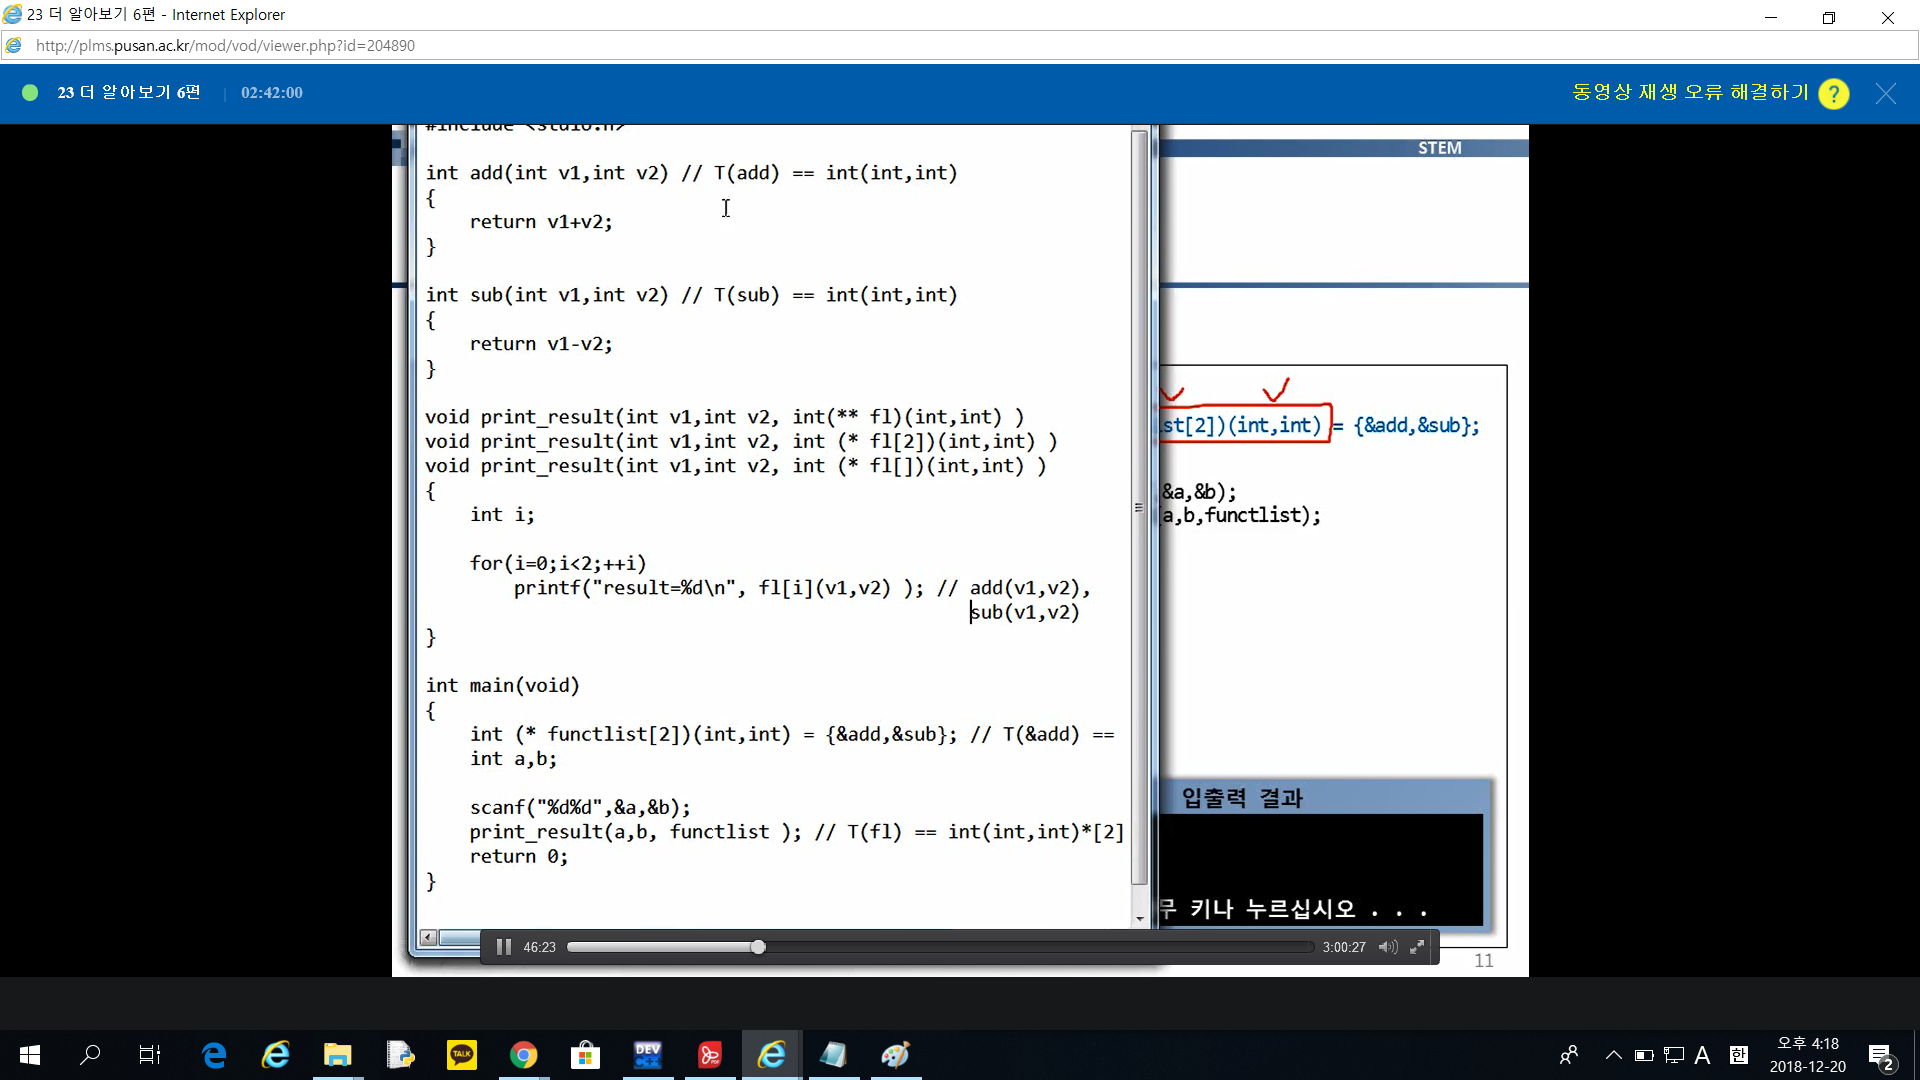 23 더 알아보기 6편 - Internet Explorer
http://plms.pusan.ac.kr/mod/vod/viewer.php?id=204890
23 더 알아보기 6편 | 02:42:00
동영상 재생 오류 해결하기 ?
#include <stdio.h>
STEM
int add(int v1,int v2) // T(add) == int(int,int)
{
return v1+v2;
}
int sub(int v1,int v2) // T(sub) == int(int,int)
{
return v1-v2;
}
void print_result(int v1,int v2, int(** fl)(int,int) )
void print_result(int v1,int v2, int (* fl[2])(int,int) )
void print_result(int v1,int v2, int (* fl[])(int,int) )
{
int i;
for(i=0;i<2;++i)
printf("result=%d\n", fl[i](v1,v2) ); // add(v1,v2),
sub(v1,v2)
}
int main(void)
{
int (* functlist[2])(int,int) = {&add,&sub}; // T(&add) ==
int a,b;
scanf("%d%d",&a,&b);
print_result(a,b, functlist ); // T(fl) == int(int,int)*[2]
return 0;
}
st[2])(int,int) = {&add,&sub};
&a,&b);
a,b,functlist);
입출력 결과
무 키나 누르십시오 . . .
11
46:23
3:00:27
TALK
DEV
A
한
오후 4:18
2018-12-20
2